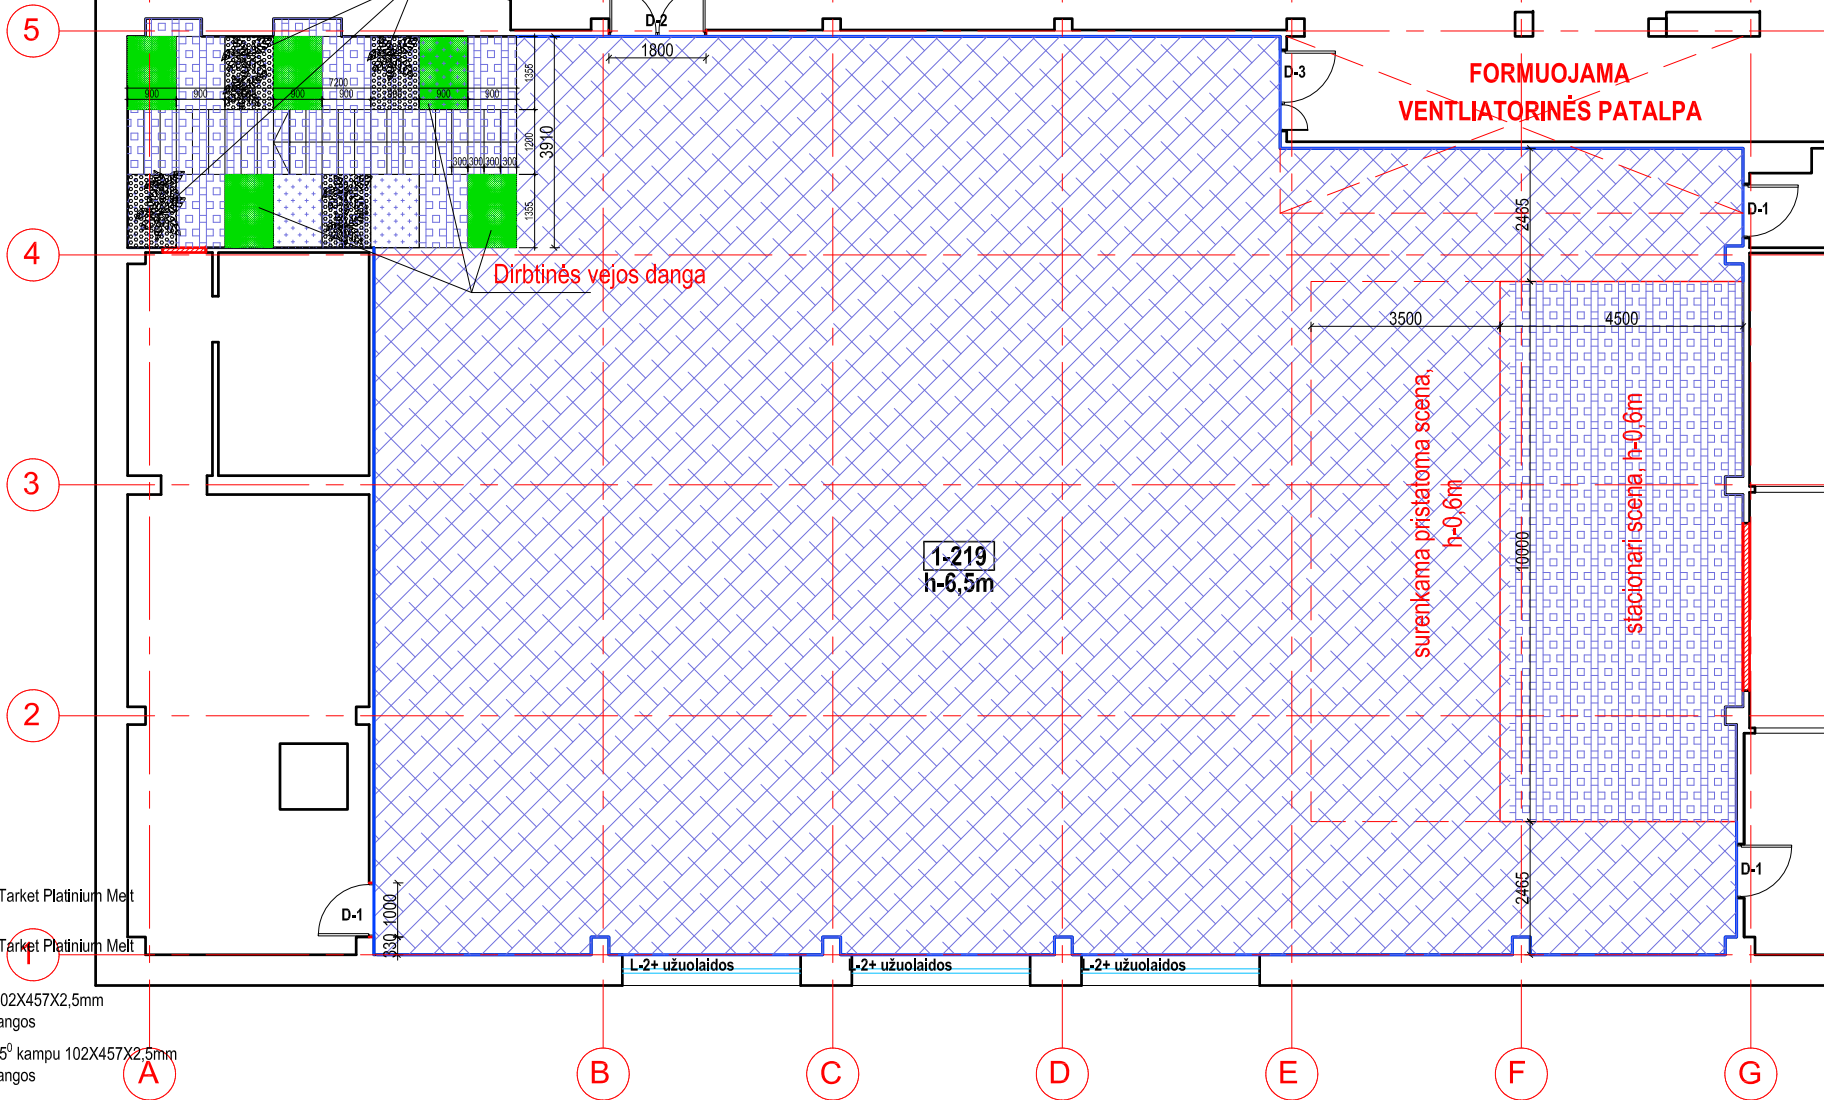 5
D-2
1800
D-3
FORMUOJAMA
VENTLIATORINĖS PATALPA
1355
7200
900
900
900
900
900
900
1200
3910
300
300
300
300
1355
2465
D-1
4
Dirbtinės vejos danga
3500
4500
surenkama pristatoma scena,
h-0,6m
stacionari scena, h-0,6m
10000
3
1-219
h-6,5m
2
Tarket Platinium Melt
D-1
1000
330
2465
D-1
Tarket Platinium Melt
1
L-2+ užuolaidos
L-2+ užuolaidos
L-2+ užuolaidos
02X457X2,5mm
angos
5⁰ kampu 102X457X2,5mm
angos
A
B
C
D
E
F
G